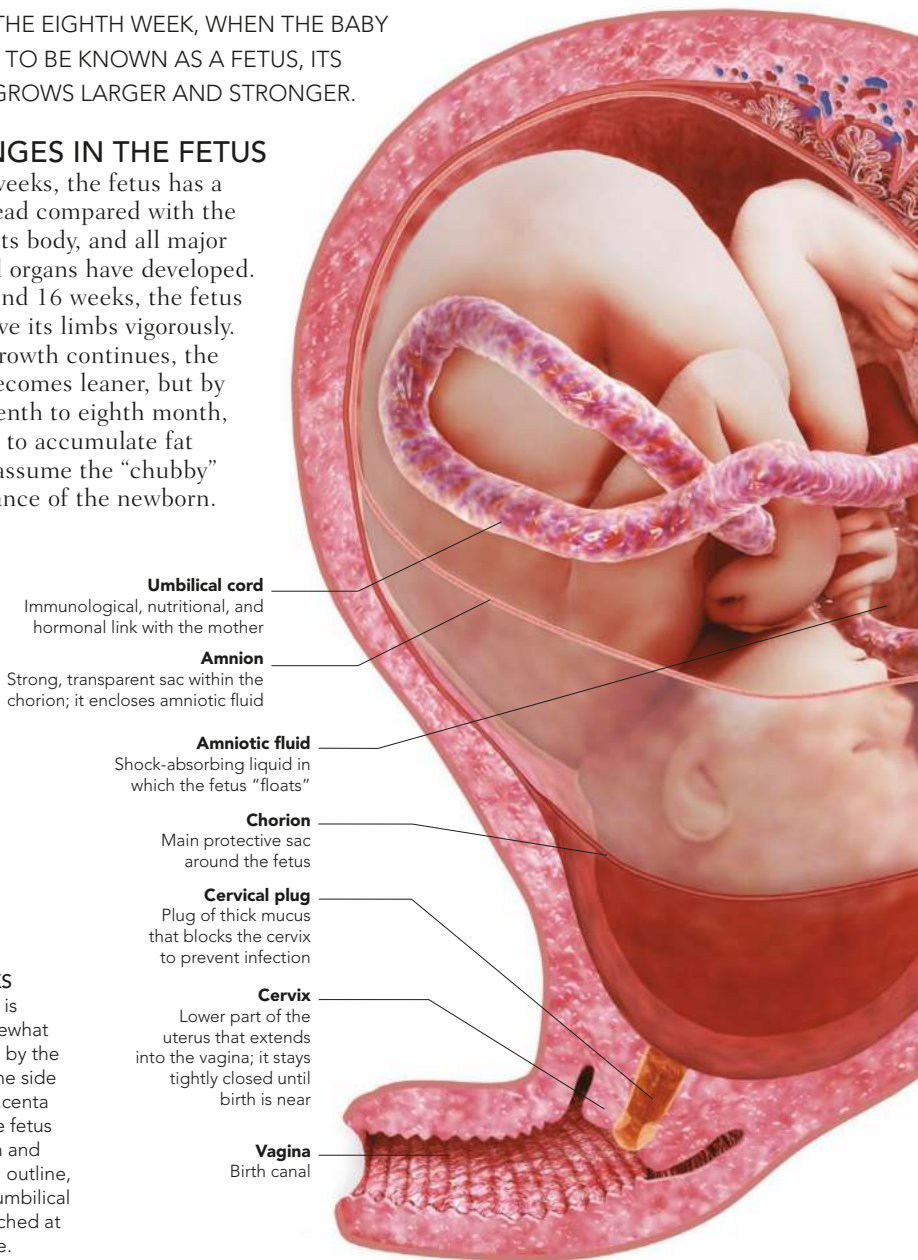 THE EIGHTH WEEK, WHEN THE BABY
TO BE KNOWN AS A FETUS, ITS
GROWS LARGER AND STRONGER.
NGES IN THE FETUS
weeks, the fetus has a
ead compared with the
ts body, and all major
l organs have developed.
nd 16 weeks, the fetus
ve its limbs vigorously.
rowth continues, the
ecomes leaner, but by
enth to eighth month,
to accumulate fat
assume the “chubby”
nce of the newborn.
Umbilical cord
Immunological, nutritional, and
hormonal link with the mother
Amnion
Strong, transparent sac within the
chorion; it encloses amniotic fluid
Amniotic fluid
Shock-absorbing liquid in
which the fetus “floats”
Chorion
Main protective sac
around the fetus
Cervical plug
Plug of thick mucus
that blocks the cervix
to prevent infection
Cervix
Lower part of the
uterus that extends
into the vagina; it stays
tightly closed until
birth is near
Vagina
Birth canal
KS
is
ewhat
by the
ne side
acenta
e fetus
n and
outline,
umbilical
ched at
e.